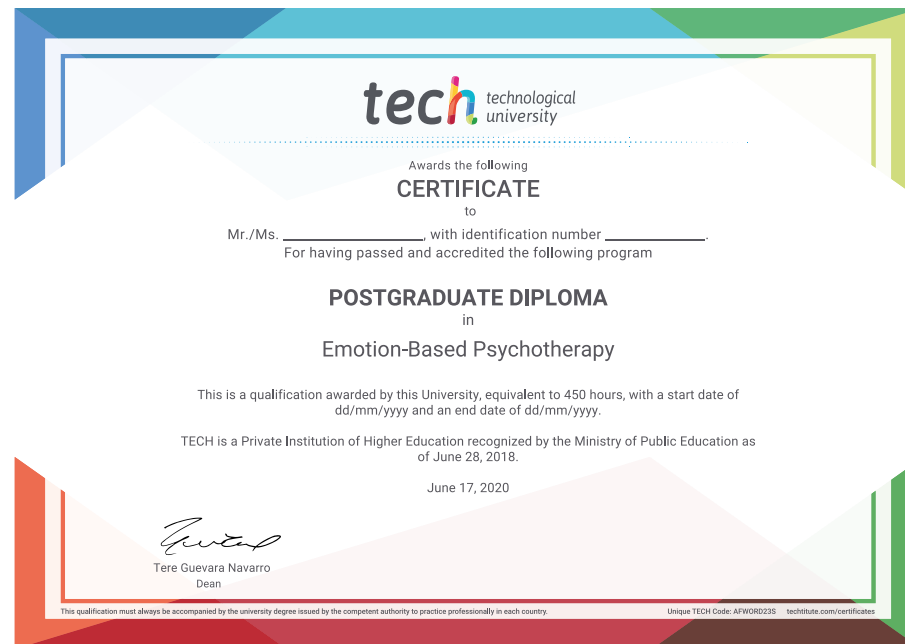 tech technological
university
Awards the following
CERTIFICATE
to
Mr./Ms. ____________________, with identification number ______________.
For having passed and accredited the following program
POSTGRADUATE DIPLOMA
in
Emotion-Based Psychotherapy
This is a qualification awarded by this University, equivalent to 450 hours, with a start date of
dd/mm/yyyy and an end date of dd/mm/yyyy.
TECH is a Private Institution of Higher Education recognized by the Ministry of Public Education as
of June 28, 2018.
June 17, 2020
Tere Guevara Navarro
Dean
This qualification must always be accompanied by the university degree issued by the competent authority to practice professionally in each country. Unique TECH Code: AFWORD23S techtitute.com/certificates